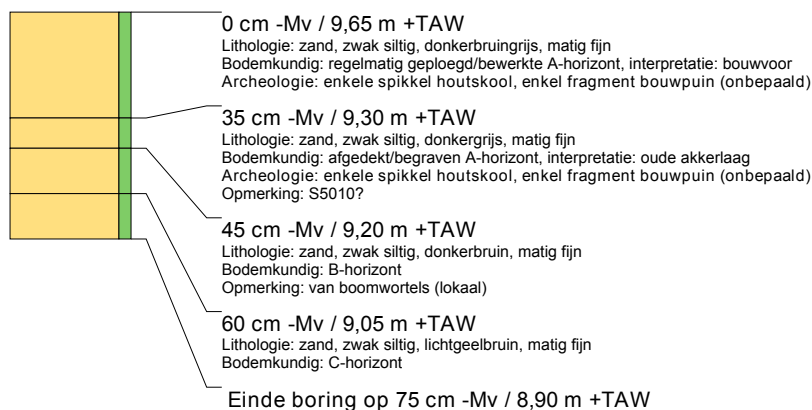 0 cm -Mv / 9,65 m +TAW
Lithologie: zand, zwak siltig, donkerbruingrijs, matig fijn
Bodemkundig: regelmatig geploegd/bewerkte A-horizont, interpretatie: bouwvoor
Archeologie: enkele spikkel houtskool, enkel fragment bouwpuin (onbepaald)
35 cm -Mv / 9,30 m +TAW
Lithologie: zand, zwak siltig, donkergrijs, matig fijn
Bodemkundig: afgedekt/begraven A-horizont, interpretatie: oude akkerlaag
Archeologie: enkele spikkel houtskool, enkel fragment bouwpuin (onbepaald)
Opmerking: S5010?
45 cm -Mv / 9,20 m +TAW
Lithologie: zand, zwak siltig, donkerbruin, matig fijn
Bodemkundig: B-horizont
Opmerking: van boomwortels (lokaal)
60 cm -Mv / 9,05 m +TAW
Lithologie: zand, zwak siltig, lichtgeelbruin, matig fijn
Bodemkundig: C-horizont
Einde boring op 75 cm -Mv / 8,90 m +TAW